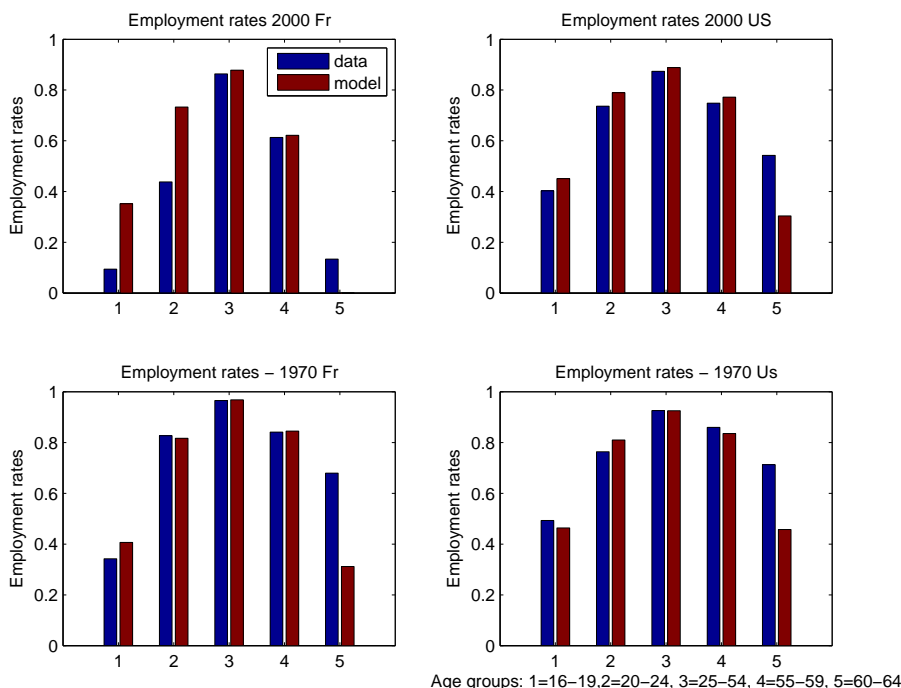 Employment rates 2000 Fr
Employment rates
1
0.8
0.6
0.4
0.2
0
1 2 3 4 5
data
model
Employment rates 2000 US
Employment rates
1
0.8
0.6
0.4
0.2
0
1 2 3 4 5
Employment rates − 1970 Fr
Employment rates
1
0.8
0.6
0.4
0.2
0
1 2 3 4 5
Employment rates − 1970 Us
Employment rates
1
0.8
0.6
0.4
0.2
0
1 2 3 4 5
Age groups: 1=16−19,2=20−24, 3=25−54, 4=55−59, 5=60−64